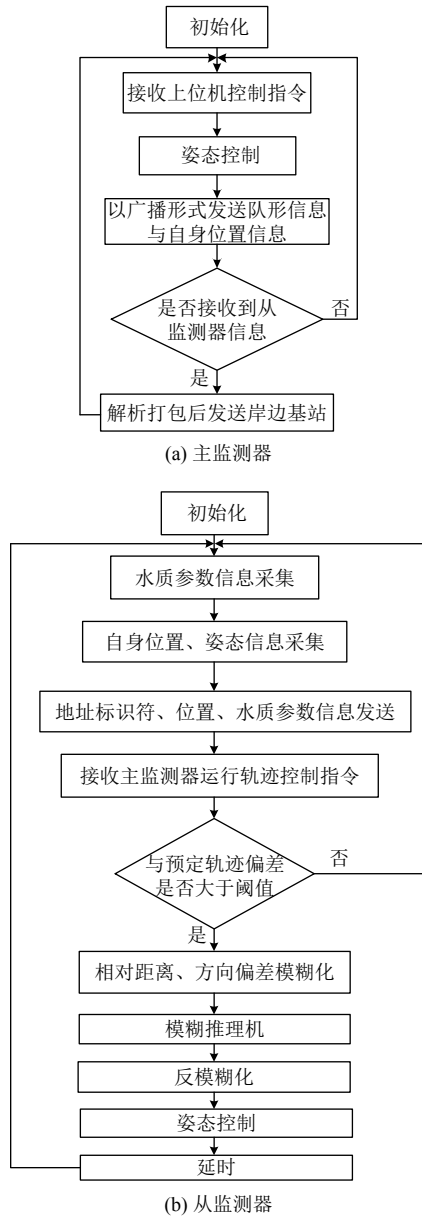 初始化
接收上位机控制指令
姿态控制
以广播形式发送队形信息
与自身位置信息
是否接收到从
监测器信息
否
是
解析打包后发送岸边基站
(a) 主监测器
初始化
水质参数信息采集
自身位置、姿态信息采集
地址标识符、位置、水质参数信息发送
接收主监测器运行轨迹控制指令
与预定轨迹偏差
是否大于阈值
否
是
相对距离、方向偏差模糊化
模糊推理机
反模糊化
姿态控制
延时
(b) 从监测器